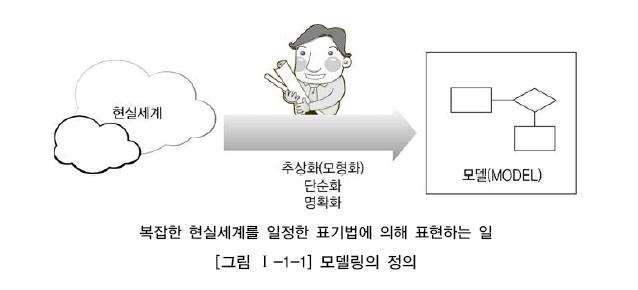 현실세계
추상화(모형화)
단순화
명확화
모델(MODEL)
복잡한 현실세계를 일정한 표기법에 의해 표현하는 일
[그림 Ⅰ-1-1] 모델링의 정의